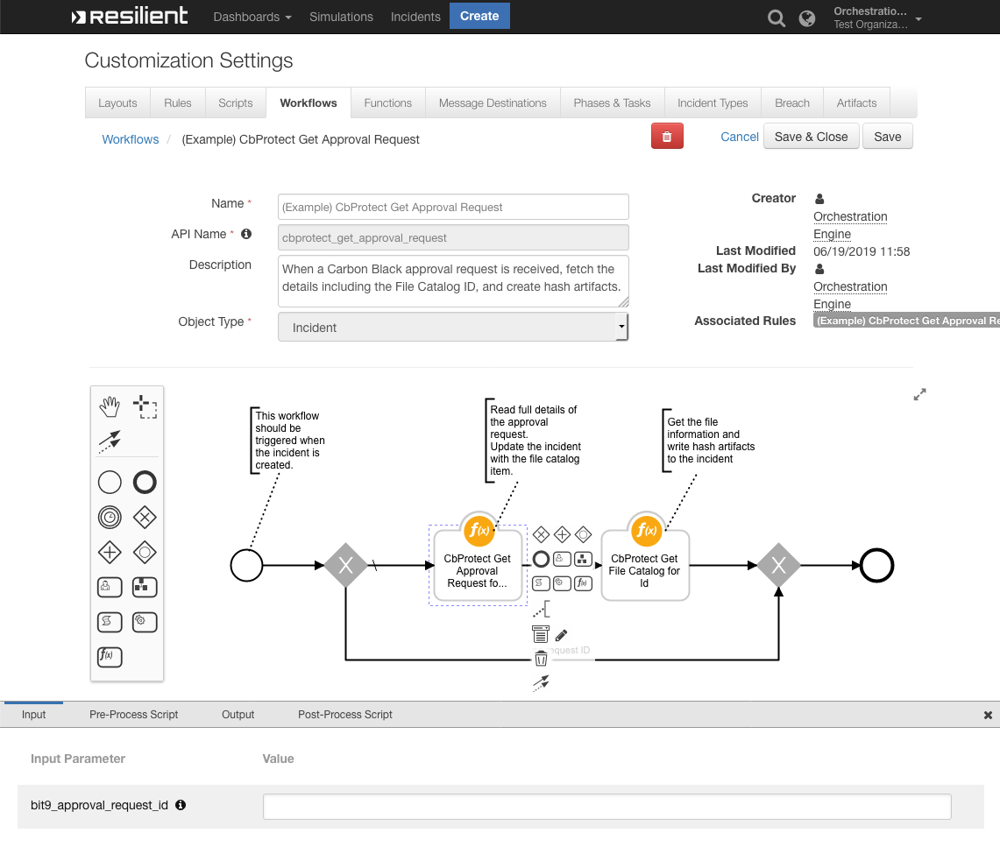 resilient Dashboards Simulations Incidents Create Orchestratio...
Test Organiza...
Customization Settings
Layouts Rules Scripts Workflows Functions Message Destinations Phases & Tasks Incident Types Breach Artifacts
Workflows / (Example) CbProtect Get Approval Request Cancel Save & Close Save
Name * (Example) CbProtect Get Approval Request
API Name * cbprotect_get_approval_request
Description When a Carbon Black approval request is received, fetch the
details including the File Catalog ID, and create hash artifacts.
Object Type * Incident
Creator
Orchestration
Engine
Last Modified 06/19/2019 11:58
Last Modified By
Orchestration
Engine
Associated Rules (Example) CbProtect Get Approval Re
This workflow
should be
triggered when
the incident is
created.
Read full details of
the approval
request.
Update the incident
with the file catalog
item.
Get the file
information and
write hash artifacts
to the incident
f(x)
CbProtect Get
Approval
Request fo...
f(x)
CbProtect Get
File Catalog for
Id
X
X
f(x)
f(x)
quest ID
Input Pre-Process Script Output Post-Process Script
Input Parameter Value
bit9_approval_request_id